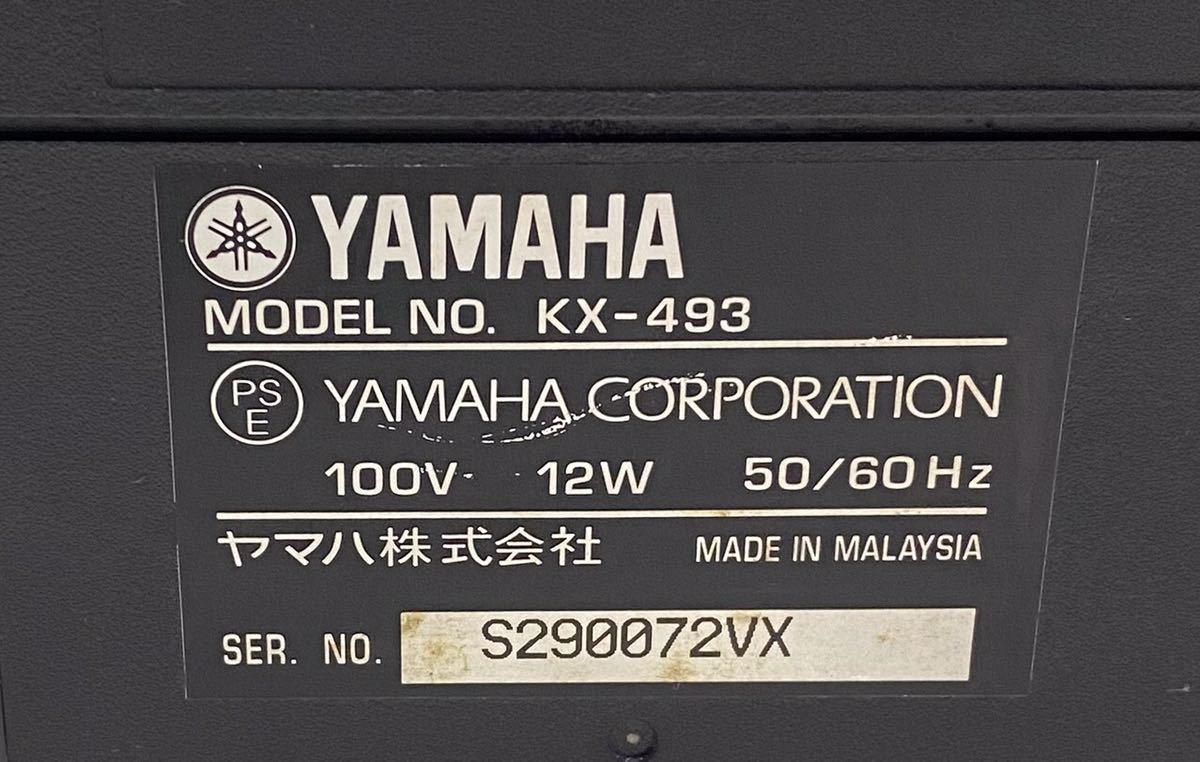 YAMAHA
MODEL NO. KX-493
PS E YAMAHA CORPORATION
100V 12W 50/60Hz
ヤマハ株式会社 MADE IN MALAYSIA
SER. NO. S290072VX